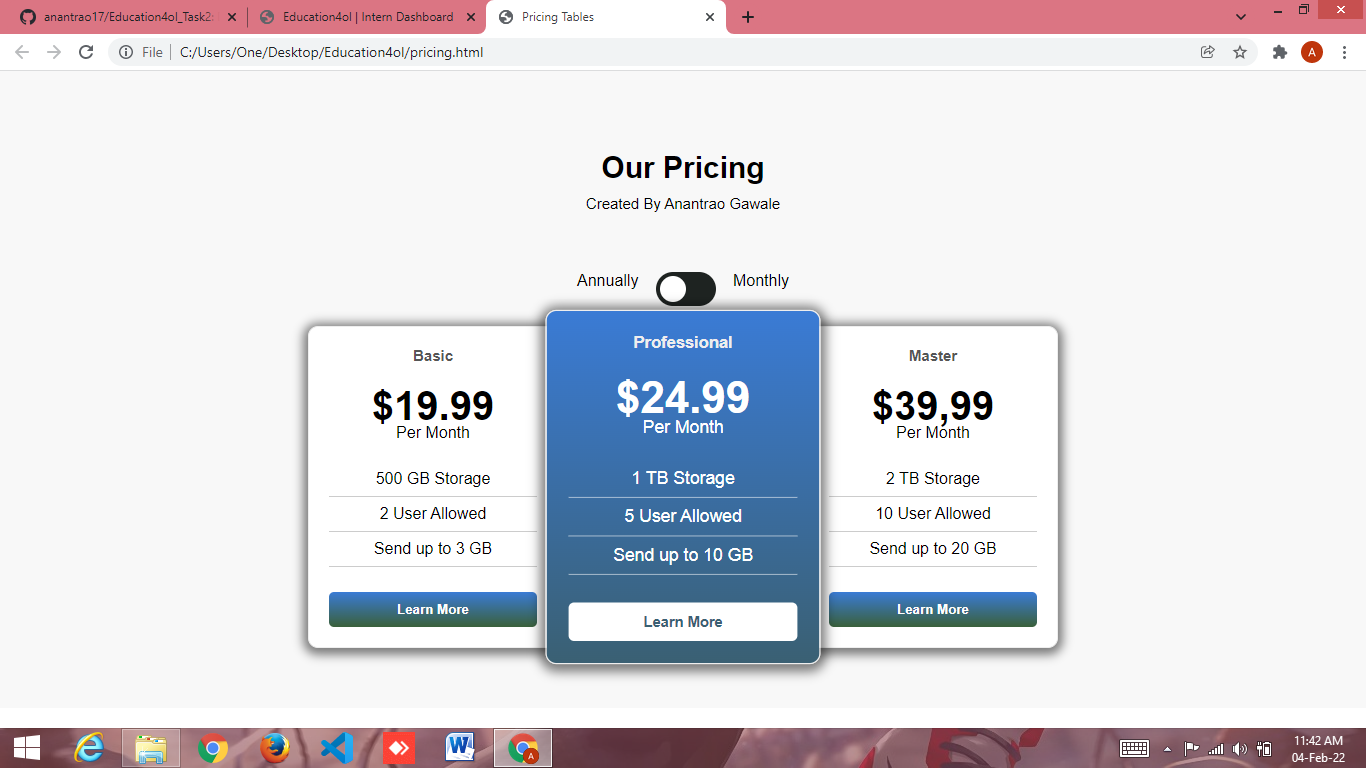 anantrao17/Education4ol_Task2:
Education4ol | Intern Dashboard
Pricing Tables
File
C:/Users/One/Desktop/Education4ol/pricing.html
A
Our Pricing
Created By Anantrao Gawale
Annually
Monthly
Basic
$19.99
Per Month
500 GB Storage
2 User Allowed
Send up to 3 GB
Learn More
Professional
$24.99
Per Month
1 TB Storage
5 User Allowed
Send up to 10 GB
Learn More
Master
$39,99
Per Month
2 TB Storage
10 User Allowed
Send up to 20 GB
Learn More
W
A
11:42 AM
04-Feb-22